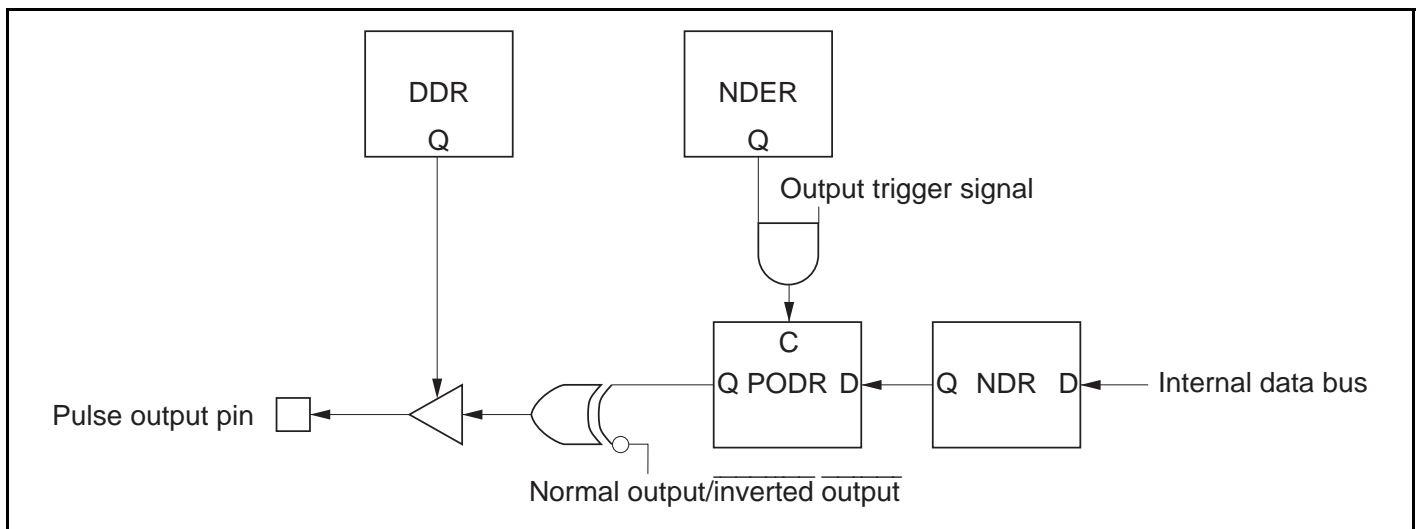 DDR
Q
NDER
Q
Output trigger signal
C
Q PODR D
Q NDR D
Internal data bus
Pulse output pin
Normal output/inverted output